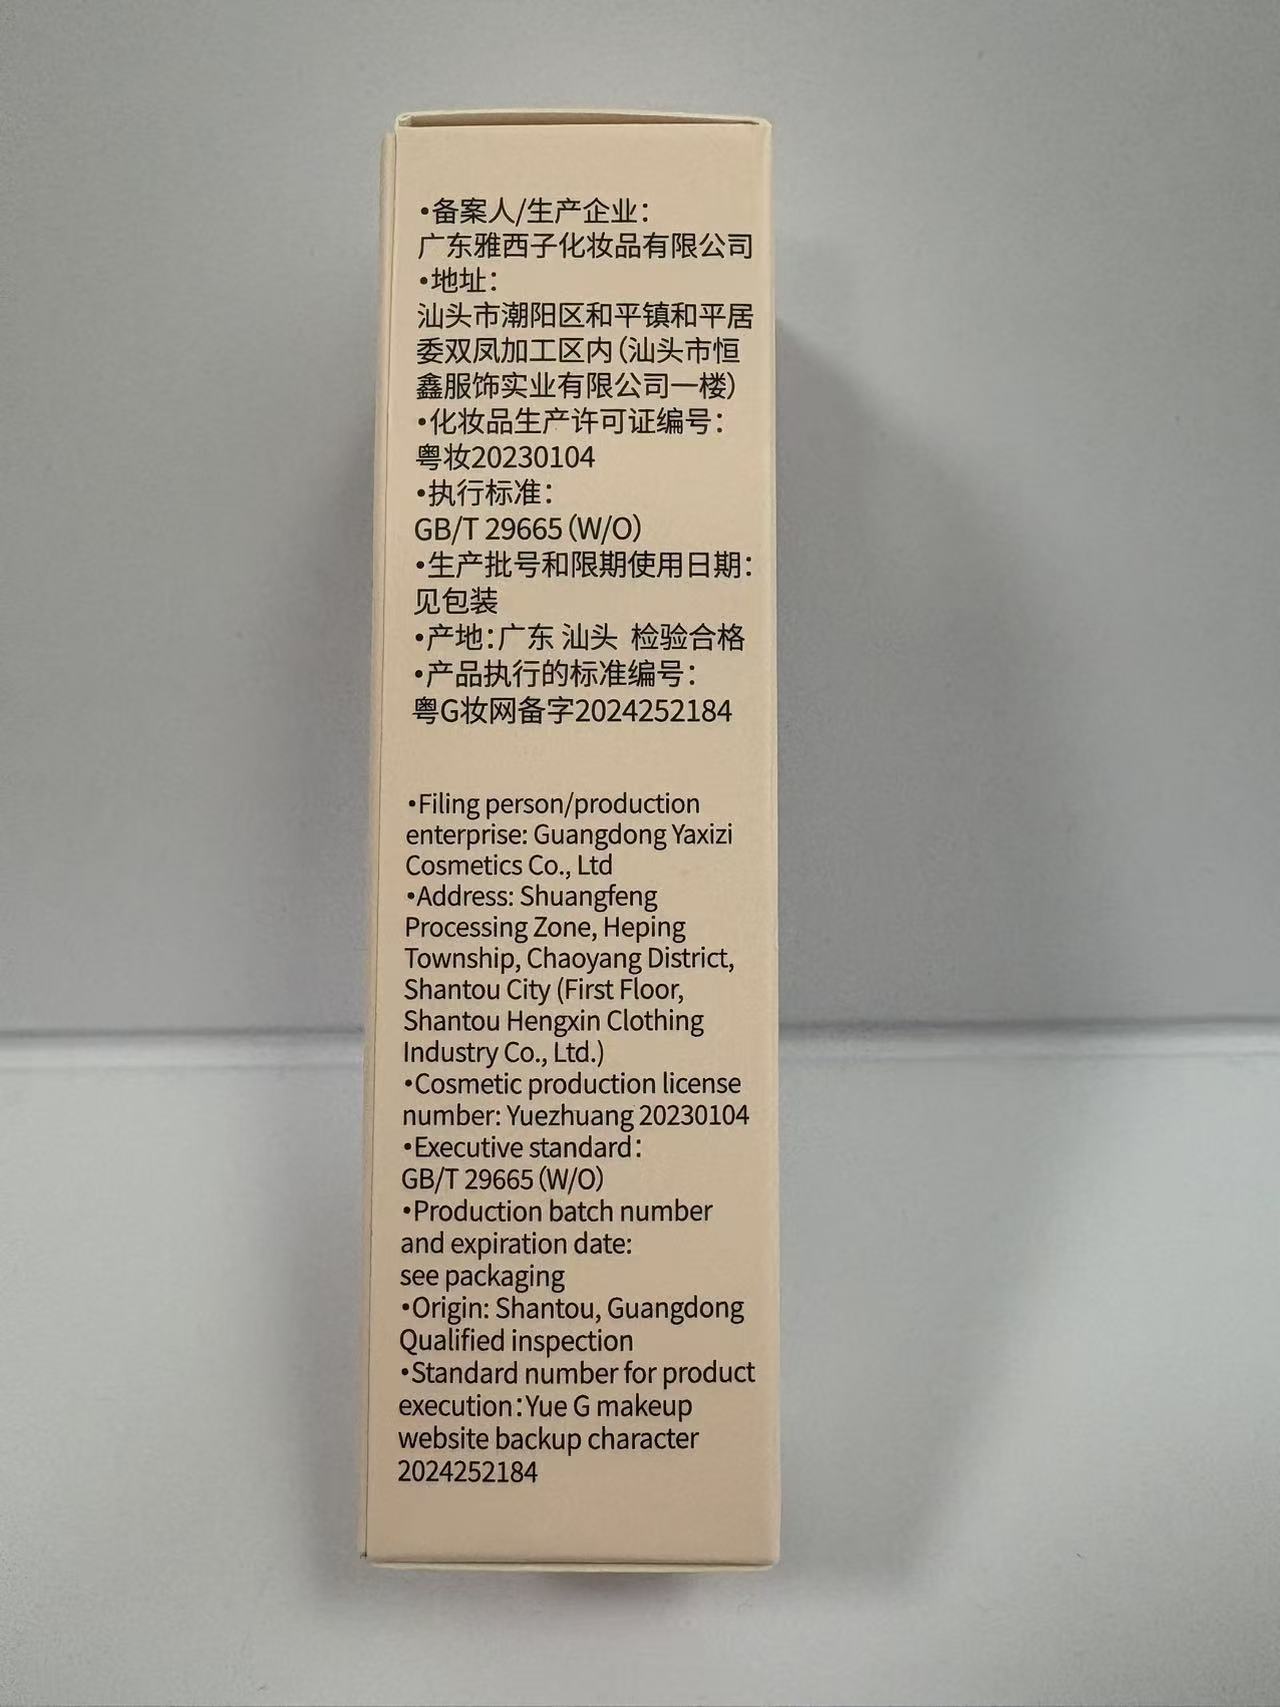 •备案人/生产企业：
广东雅西子化妆品有限公司
•地址：
汕头市潮阳区和平镇和平居
委双凤加工区内（汕头市恒
鑫服饰实业有限公司一楼）
•化妆品生产许可证编号：
粤妆20230104
•执行标准：
GB/T 29665（W/O）
•生产批号和限期使用日期：
见包装
•产地：广东 汕头 检验合格
•产品执行的标准编号：
粤G妆网备字2024252184
•Filing person/production
enterprise: Guangdong Yaxizi
Cosmetics Co., Ltd
•Address: Shuangfeng
Processing Zone, Heping
Township, Chaoyang District,
Shantou City (First Floor,
Shantou Hengxin Clothing
Industry Co., Ltd.)
•Cosmetic production license
number: Yuezhuang 20230104
•Executive standard：
GB/T 29665（W/O）
•Production batch number
and expiration date:
see packaging
•Origin: Shantou, Guangdong
Qualified inspection
•Standard number for product
execution：Yue G makeup
website backup character
2024252184